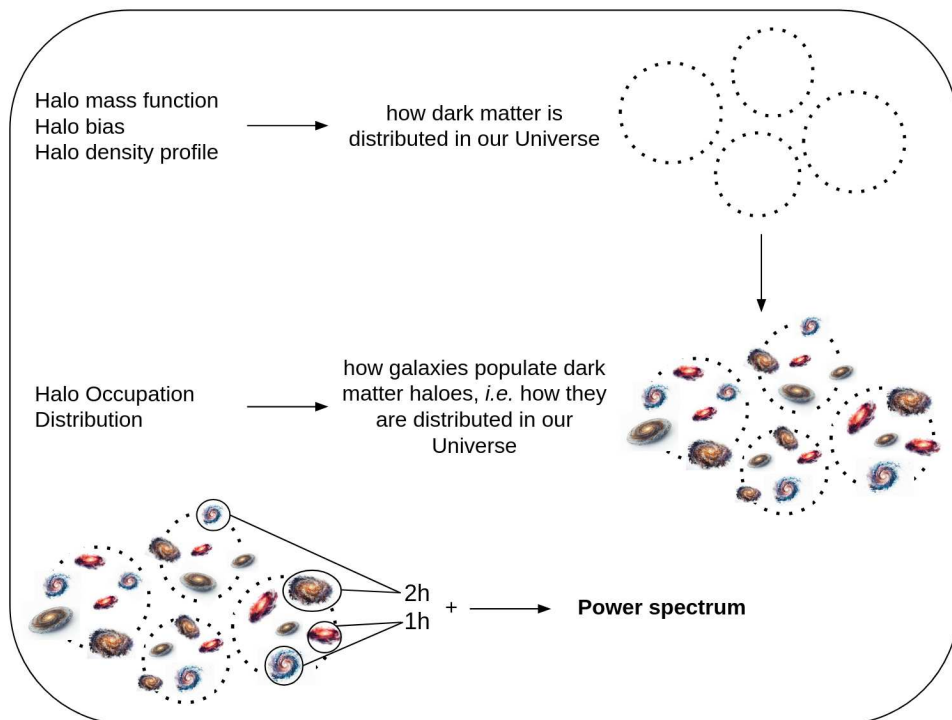 Halo mass function
Halo bias
Halo density profile
how dark matter is
distributed in our Universe
Halo Occupation
Distribution
how galaxies populate dark
matter haloes, i.e. how they
are distributed in our
Universe
2h
1h
+
Power spectrum